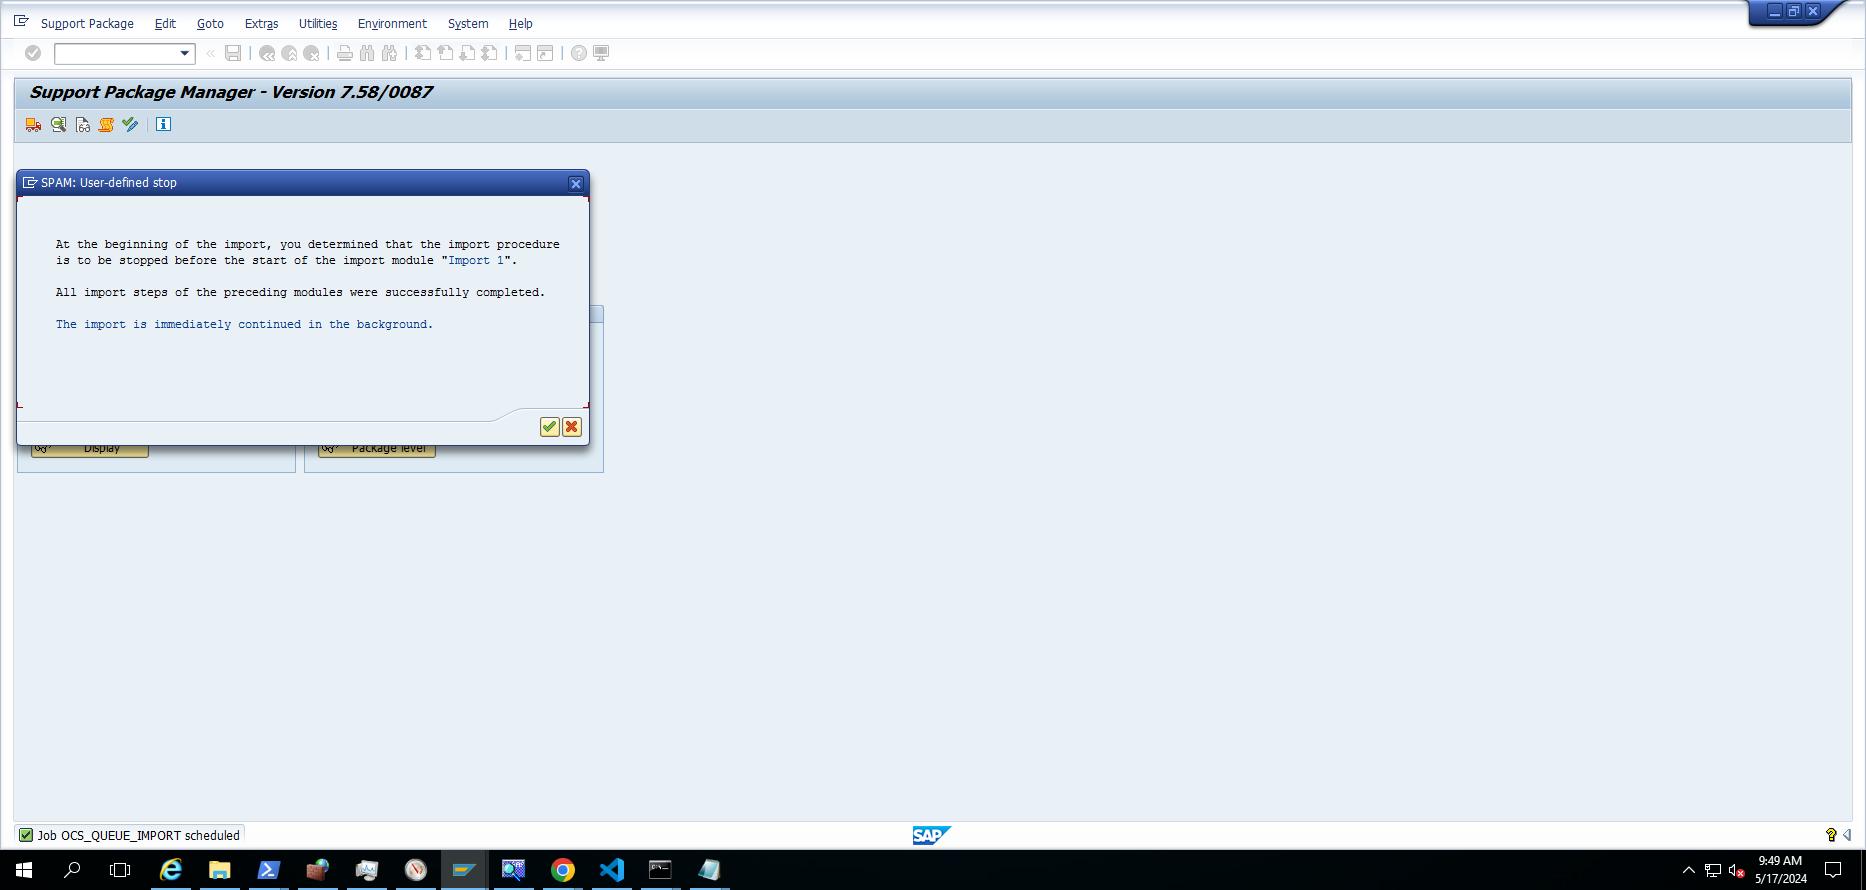 Support Package Edit Goto Extras Utilities Environment System Help
Support Package Manager - Version 7.58/0087
SPAM: User-defined stop
At the beginning of the import, you determined that the import procedure
is to be stopped before the start of the import module "Import 1".
All import steps of the preceding modules were successfully completed.
The import is immediately continued in the background.
Display Package level
Job OCS_QUEUE_IMPORT scheduled
SAP
9:49 AM
5/17/2024